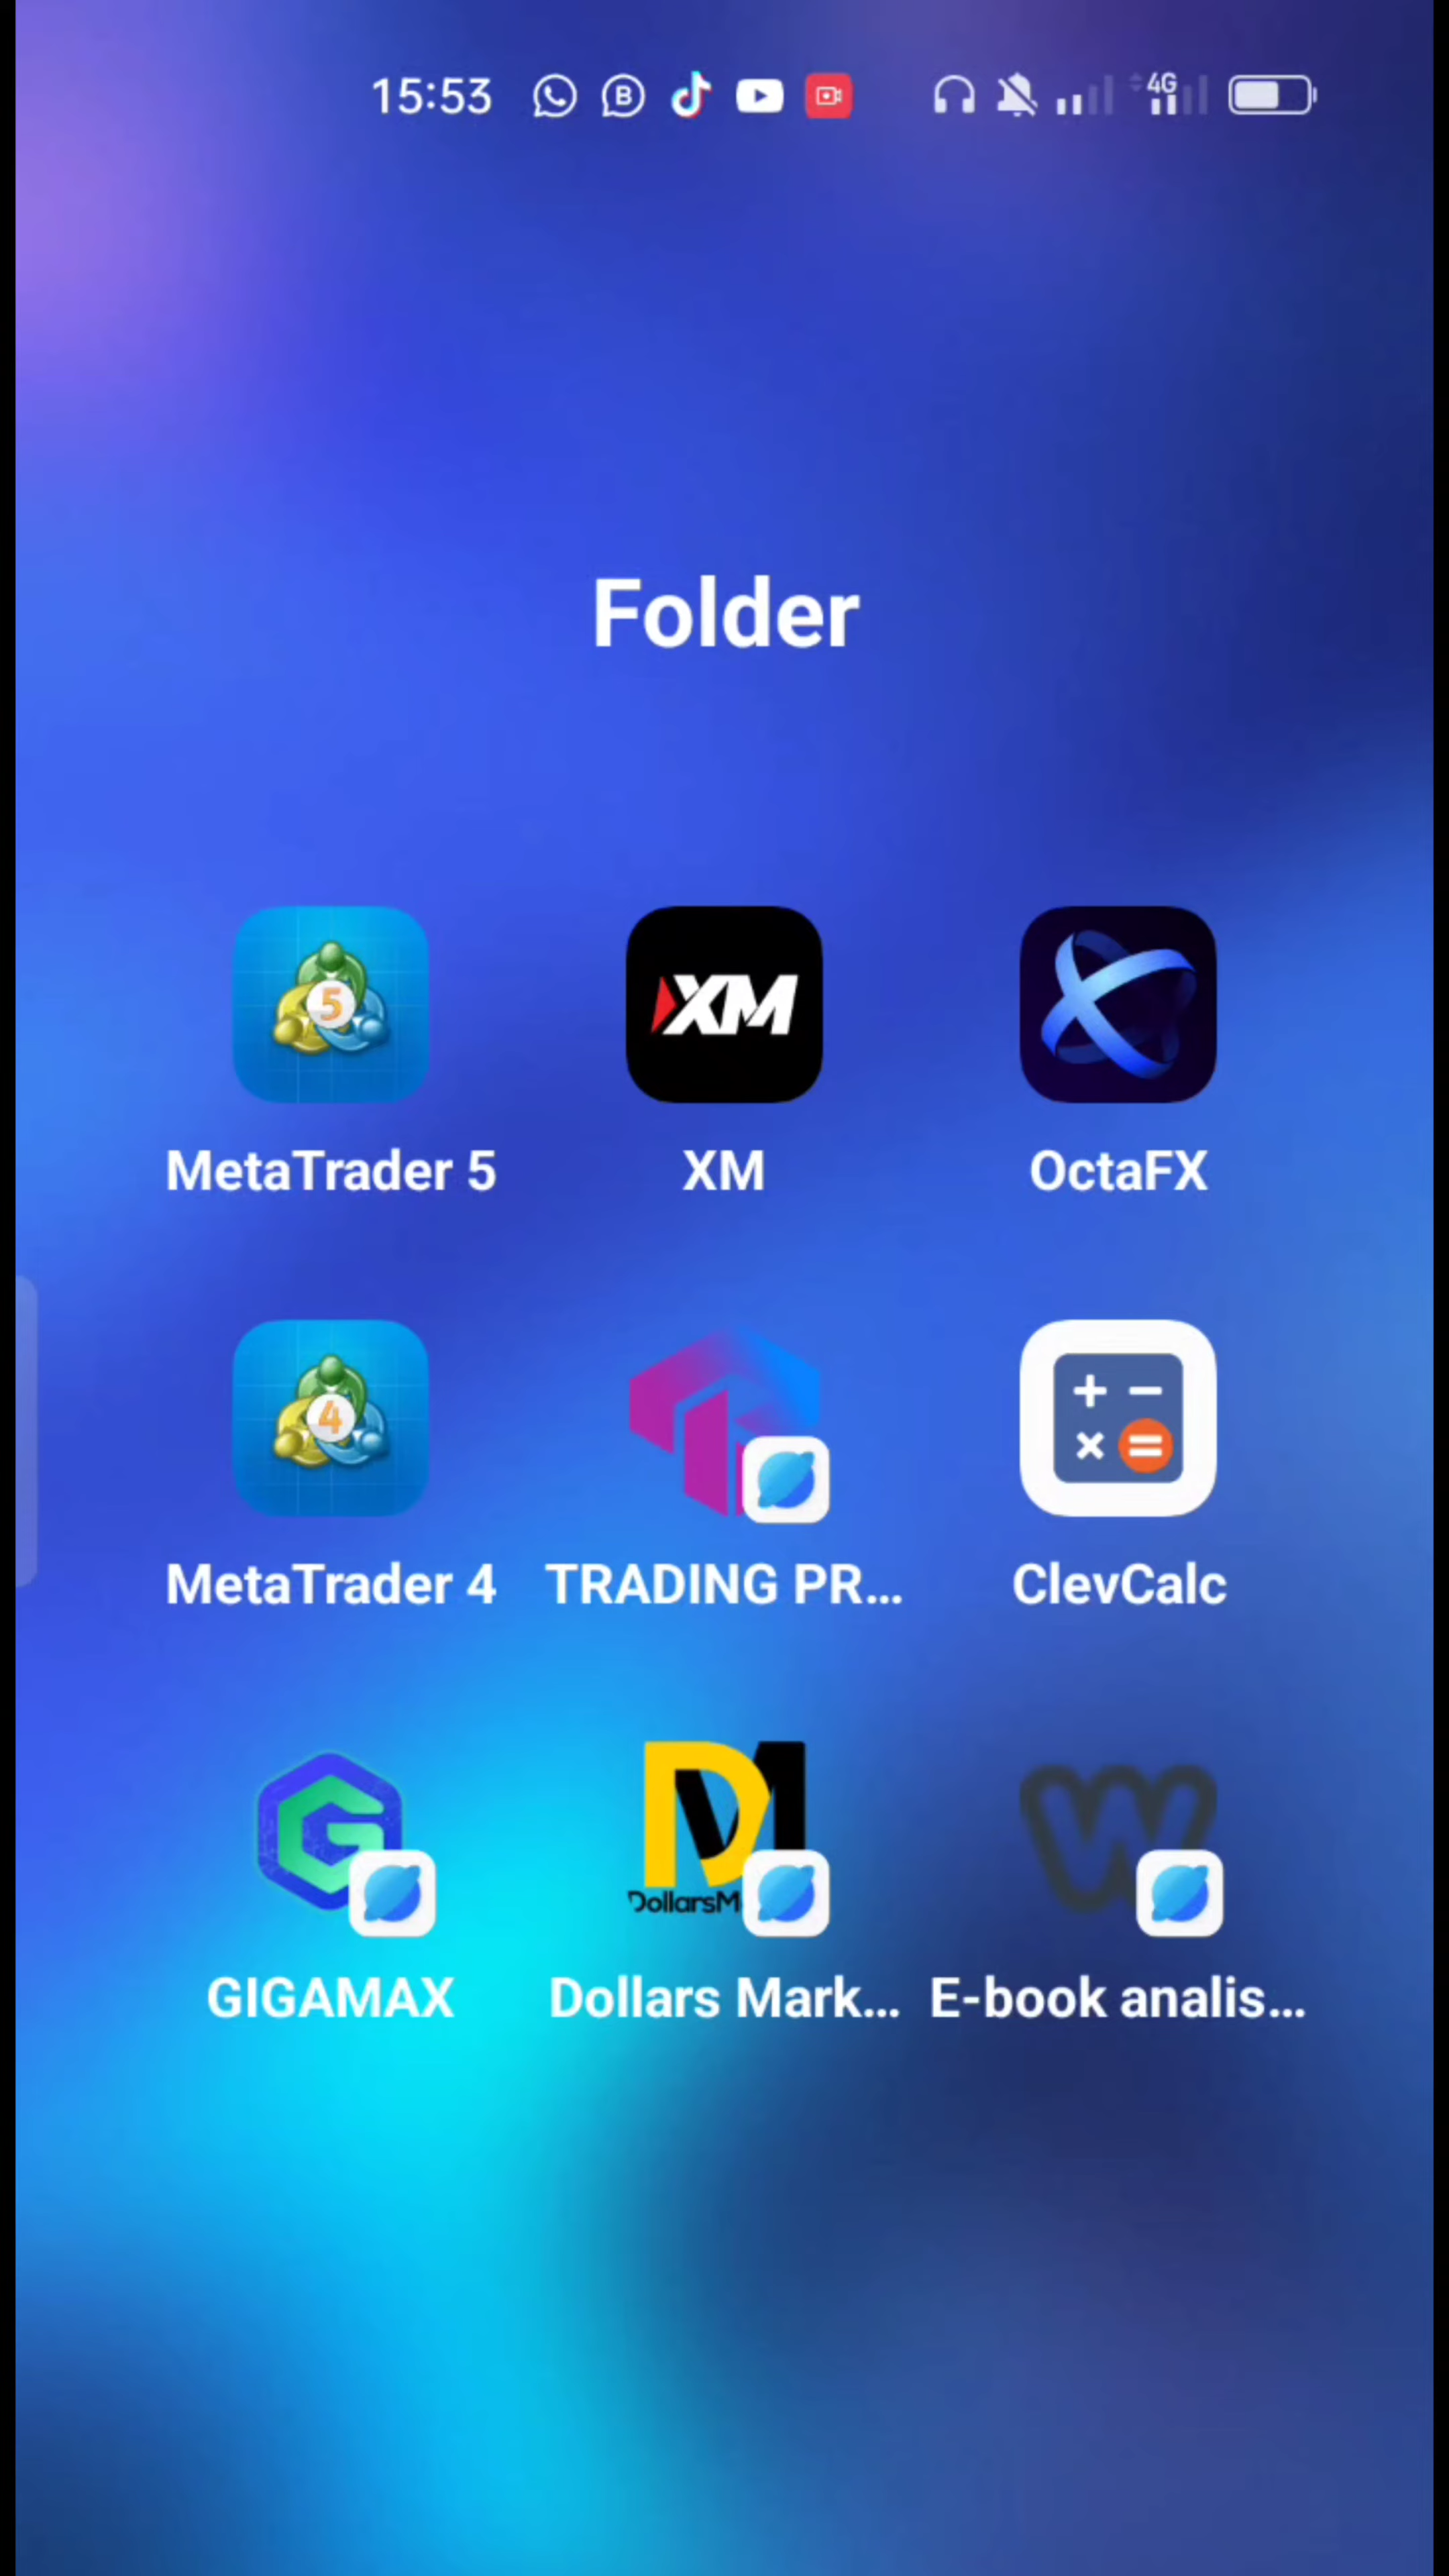 15:53 4G
Folder
5 XM
MetaTrader 5 XM OctaFX
4
MetaTrader 4 TRADING PR... ClevCalc
DollarsM
GIGAMAX Dollars Mark... E-book analis...